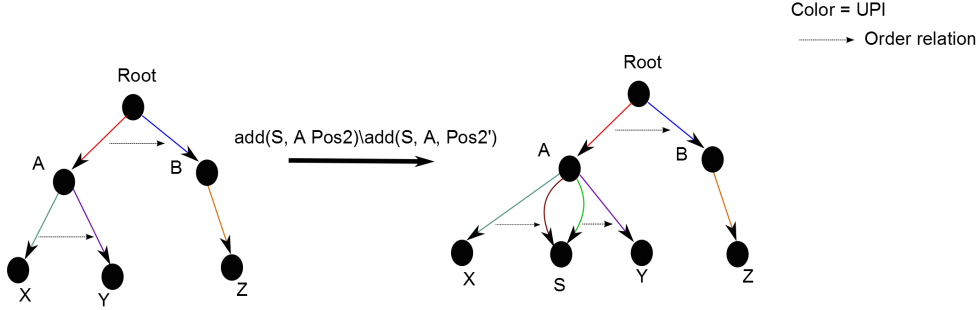 Color = UPI
Order relation
Root
Root
add(S, A Pos2)\add(S, A, Pos2')
A
B
A
B
X
Y
Z
X
S
Y
Z